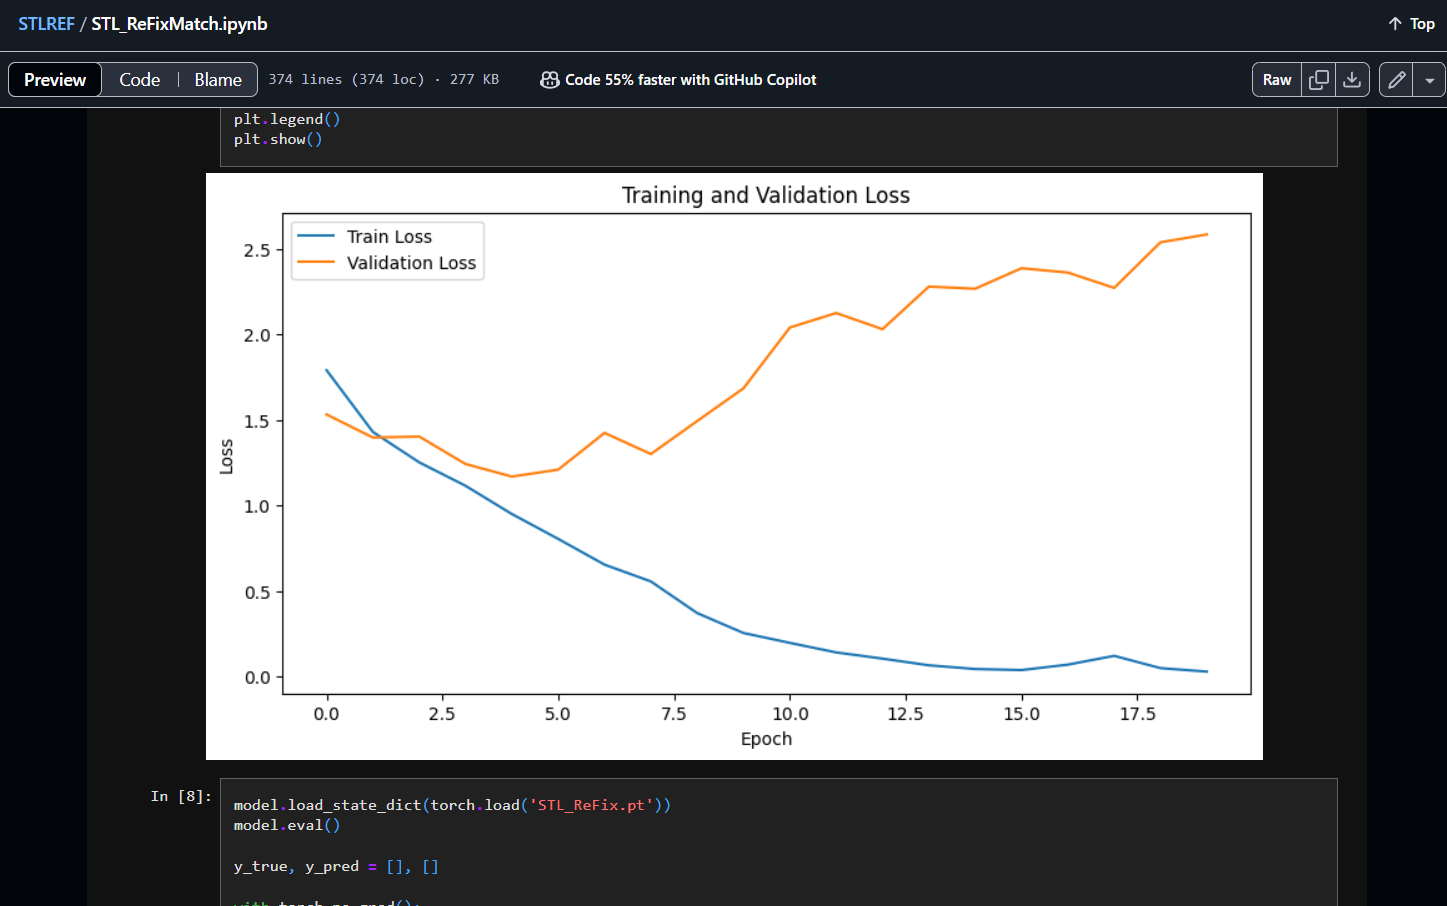 STLREF / STL_ReFixMatch.ipynb
Top
Preview Code Blame 374 lines (374 loc) · 277 KB Code 55% faster with GitHub Copilot Raw
plt.legend()
plt.show()
Training and Validation Loss
Train Loss
Validation Loss
2.5
2.0
1.5
1.0
0.5
0.0
Loss
0.0 2.5 5.0 7.5 10.0 12.5 15.0 17.5
Epoch
In [8]:
model.load_state_dict(torch.load('STL_ReFix.pt'))
model.eval()
y_true, y_pred = [], []
with torch.no_grad():